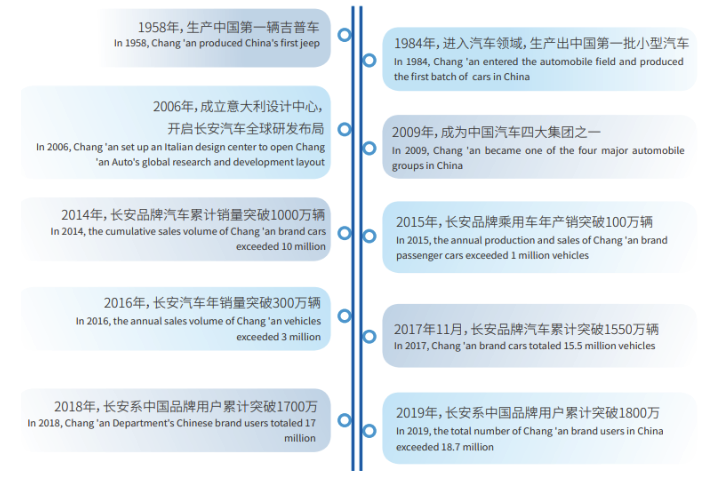 1958年，生产中国第一辆吉普车
In 1958, Chang 'an produced China's first jeep
1984年，进入汽车领域，生产出中国第一批小型汽车
In 1984, Chang 'an entered the automobile field and produced
the first batch of cars in China
2006年，成立意大利设计中心，
开启长安汽车全球研发布局
In 2006, Chang 'an set up an Italian design center to open Chang
'an Auto's global research and development layout
2009年，成为中国汽车四大集团之一
In 2009, Chang 'an became one of the four major automobile
groups in China
2014年，长安品牌汽车累计销量突破1000万辆
In 2014, the cumulative sales volume of Chang 'an brand cars
exceeded 10 million
2015年，长安品牌乘用车年产销突破100万辆
In 2015, the annual production and sales of Chang 'an brand
passenger cars exceeded 1 million vehicles
2016年，长安汽车年销量突破300万辆
In 2016, the annual sales volume of Chang 'an vehicles
exceeded 3 million
2017年11月，长安品牌汽车累计突破1550万辆
In 2017, Chang 'an brand cars totaled 15.5 million vehicles
2018年，长安系中国品牌用户累计突破1700万
In 2018, Chang 'an Department's Chinese brand users totaled 17
million
2019年，长安系中国品牌用户累计突破1800万
In 2019, the total number of Chang 'an brand users in China
exceeded 18.7 million